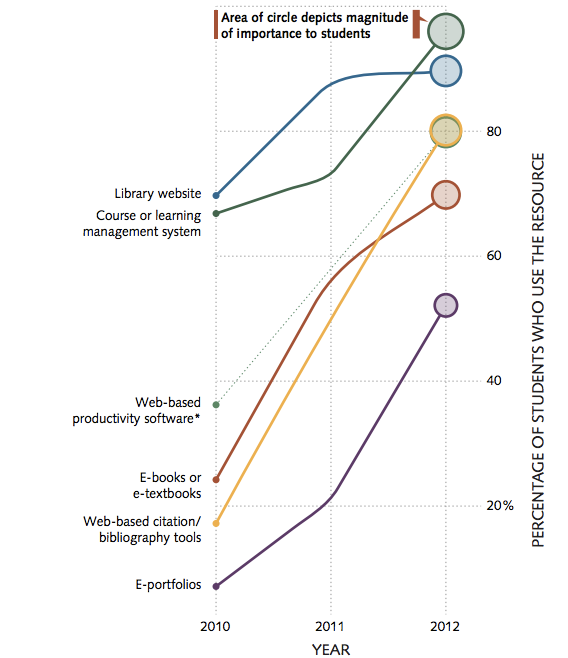 Area of circle depicts magnitude
of importance to students
80
Library website
Course or learning
management system
60
40
Web-based
productivity software*
E-books or
e-textbooks
20%
Web-based citation/
bibliography tools
E-portfolios
2010
2011
2012
YEAR
PERCENTAGE OF STUDENTS WHO USE THE RESOURCE